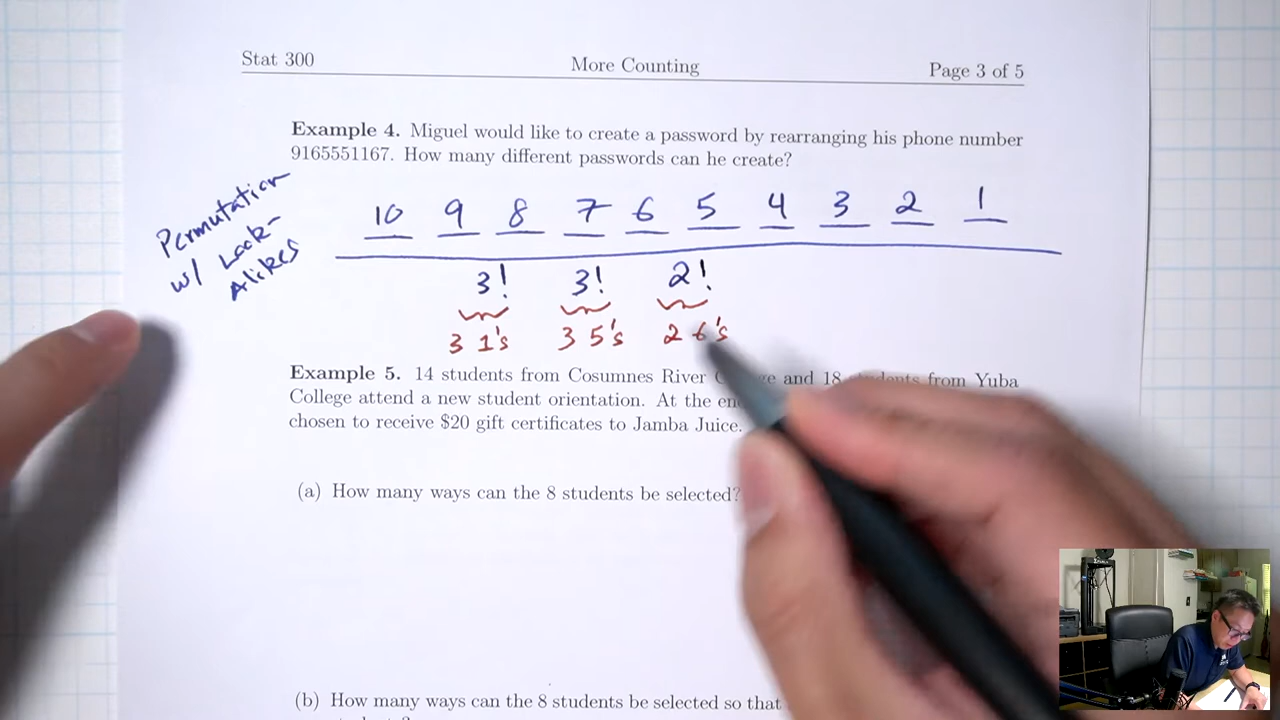 Stat 300 More Counting Page 3 of 5
Example 4. Miguel would like to create a password by rearranging his phone number
9165551167. How many different passwords can he create?
Permutation
w/ Look-
Alikes
10 9 8 7 6 5 4 3 2 1
3! 3! 2!
3 1's 3 5's 2 6's
Example 5. 14 students from Cosumnes River and 18 students from Yuba
College attend a new student orientation. At the end
chosen to receive $20 gift certificates to Jamba Juice.
(a) How many ways can the 8 students be selected?
(b) How many ways can the 8 students be selected so that